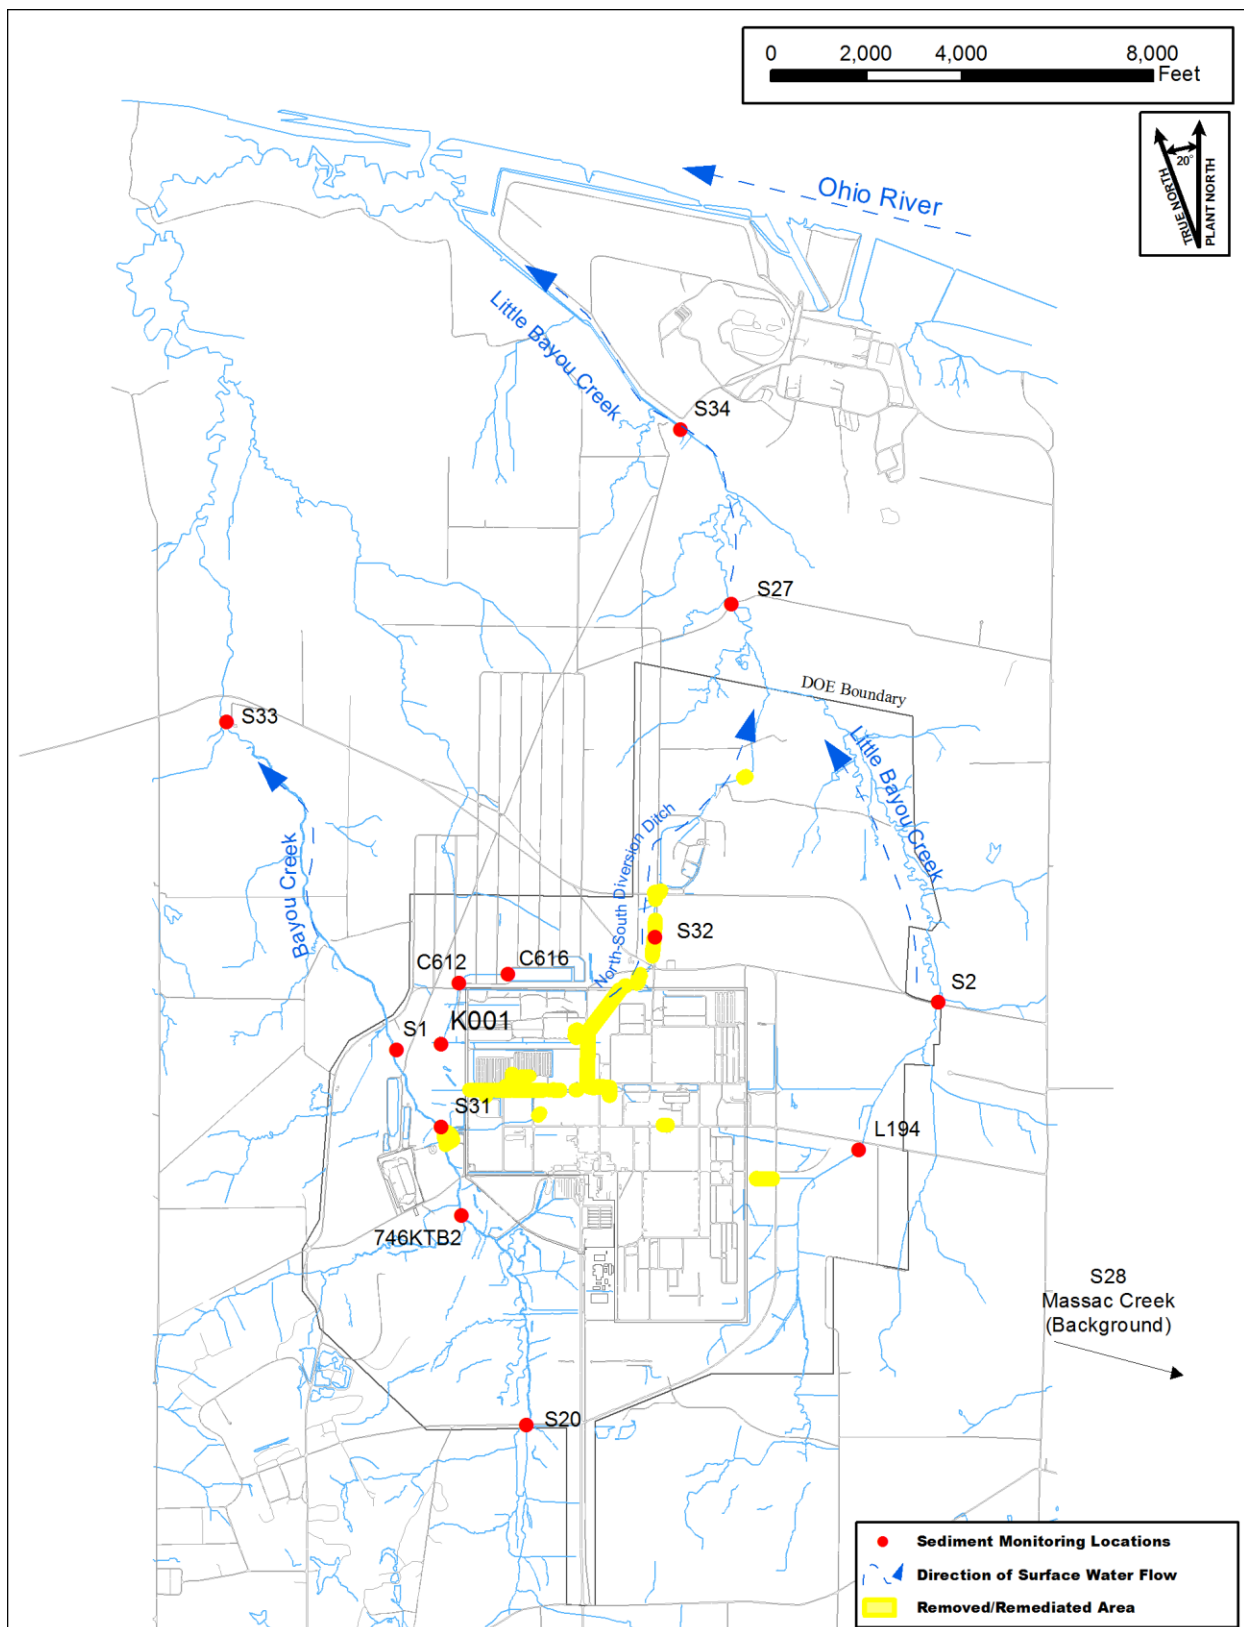 0 2,000 4,000 8,000
Feet
TRUE NORTH
20°
PLANT NORTH
Ohio River
Little Bayou Creek
S34
S27
DOE Boundary
S33
Little Bayou Creek
North-South Diversion Ditch
Bayou Creek
S32
C616
C612
S2
K001
S1
S31
L194
746KTB2
S28
Massac Creek
(Background)
S20
Sediment Monitoring Locations
Direction of Surface Water Flow
Removed/Remediated Area